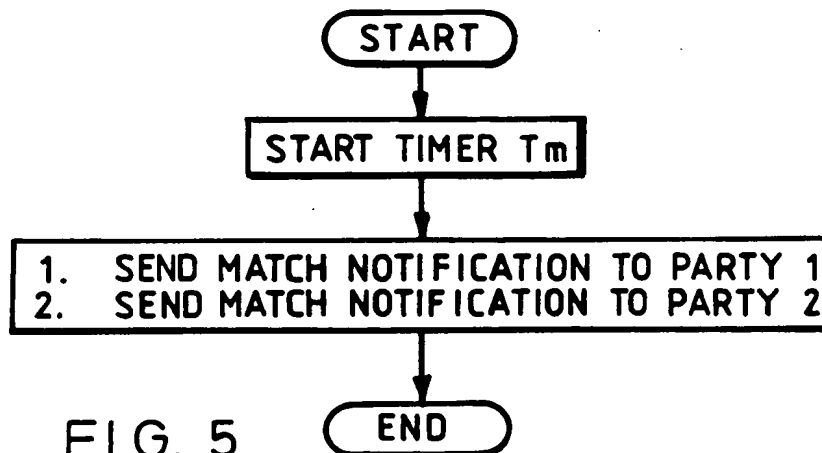 START
START TIMER Tm
1. SEND MATCH NOTIFICATION TO PARTY 1
2. SEND MATCH NOTIFICATION TO PARTY 2
END
FIG. 5